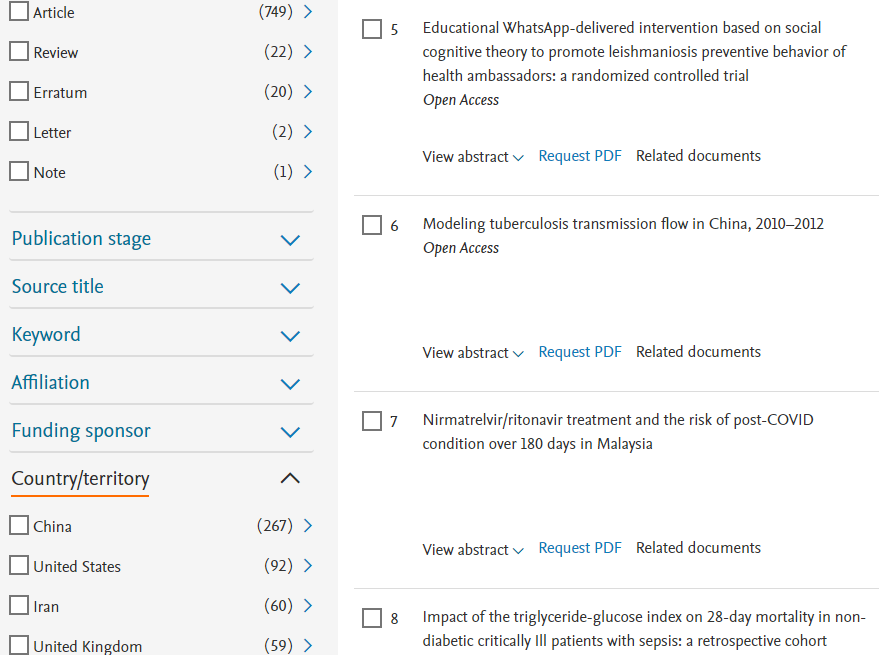 Article (749)
Review (22)
Erratum (20)
Letter (2)
Note (1)
Publication stage
Source title
Keyword
Affiliation
Funding sponsor
Country/territory
China (267)
United States (92)
Iran (60)
United Kingdom (59)
5 Educational WhatsApp-delivered intervention based on social
cognitive theory to promote leishmaniosis preventive behavior of
health ambassadors: a randomized controlled trial
Open Access
View abstract Request PDF Related documents
6 Modeling tuberculosis transmission flow in China, 2010–2012
Open Access
View abstract Request PDF Related documents
7 Nirmatrelvir/ritonavir treatment and the risk of post-COVID
condition over 180 days in Malaysia
View abstract Request PDF Related documents
8 Impact of the triglyceride-glucose index on 28-day mortality in non-
diabetic critically Ill patients with sepsis: a retrospective cohort